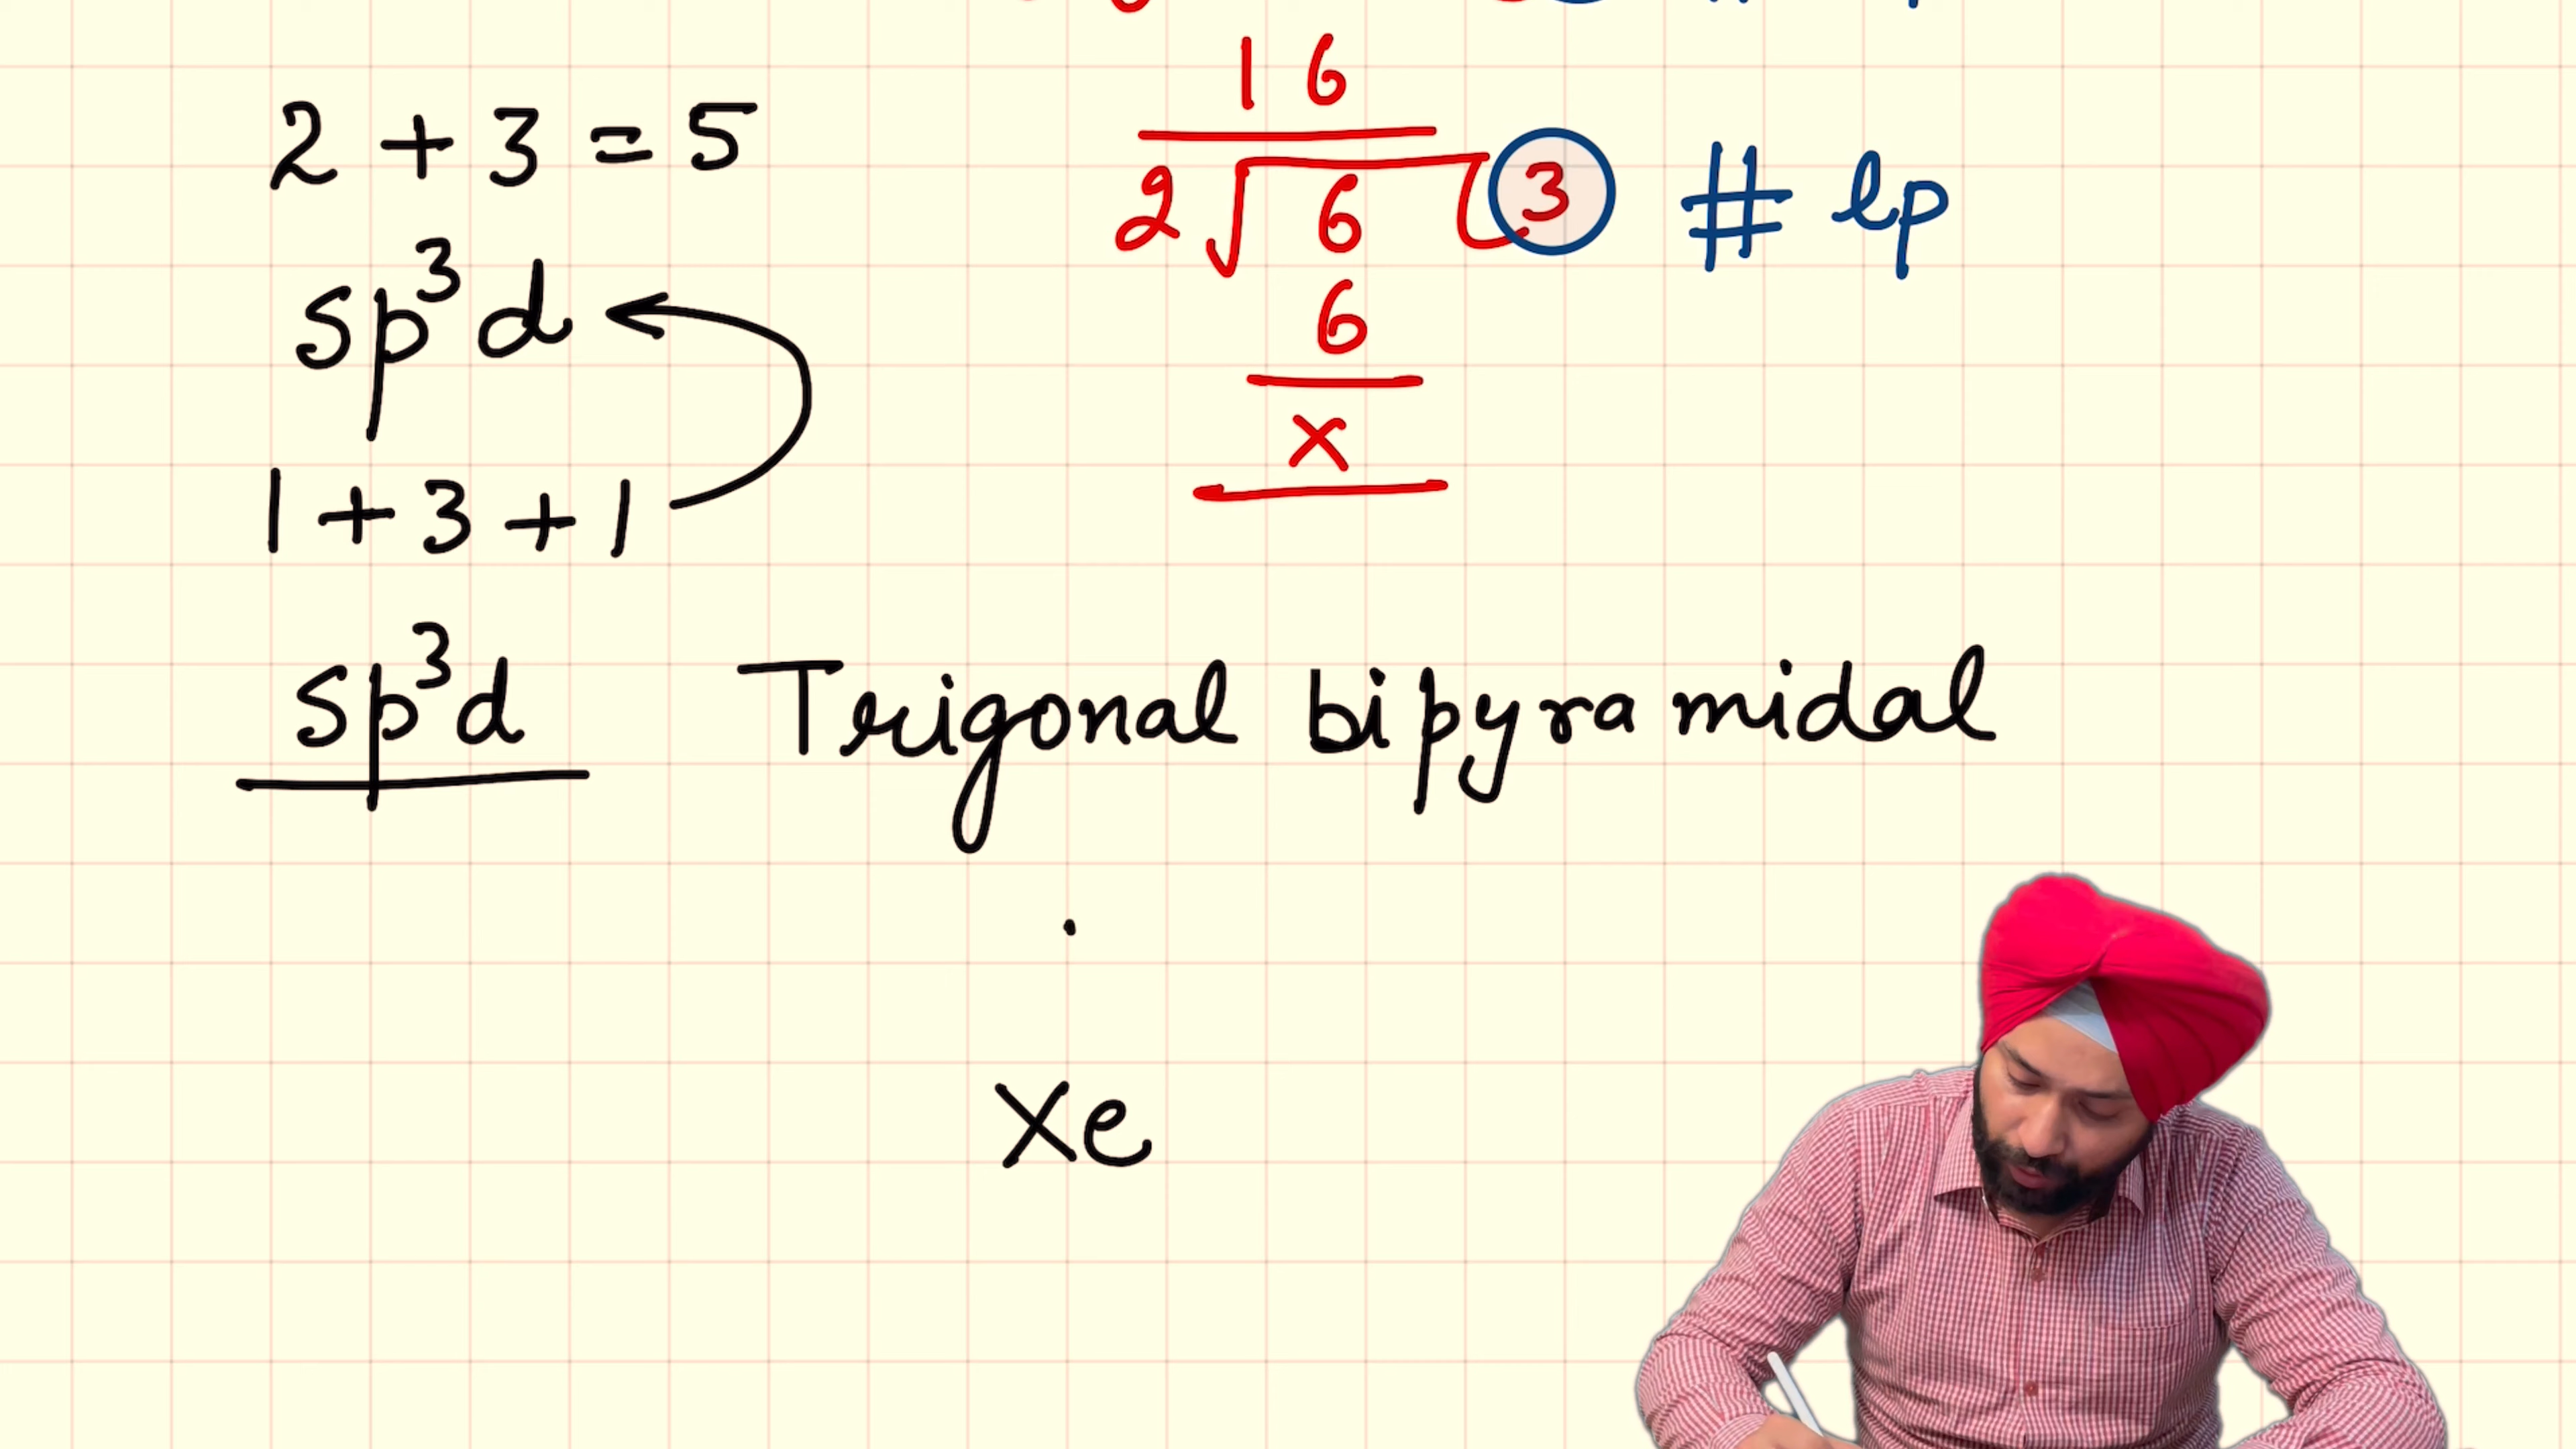 2 + 3 = 5
sp³d
1 + 3 + 1
16
2√6 (3 # lp
6
x
sp³d Trigonal bipyramidal
Xe